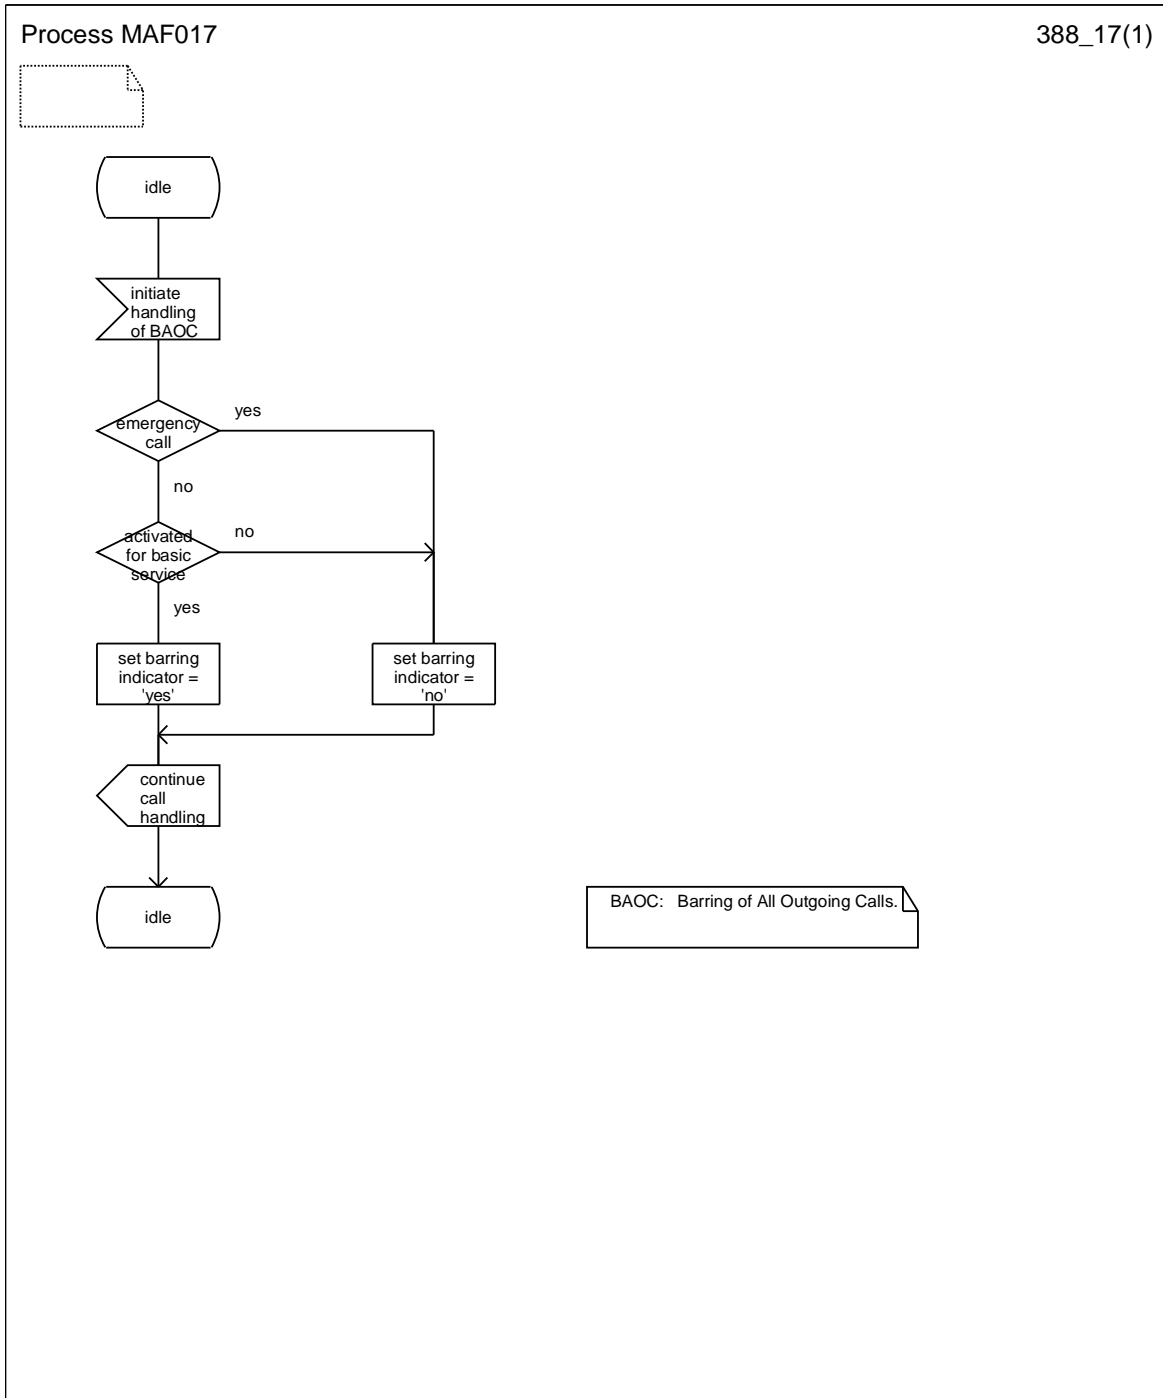 Process MAF017
388_17(1)
idle
initiate
handling
of BAOC
emergency
call
yes
no
activated
for basic
service
no
yes
set barring
indicator =
'yes'
set barring
indicator =
'no'
continue
call
handling
idle
BAOC: Barring of All Outgoing Calls.